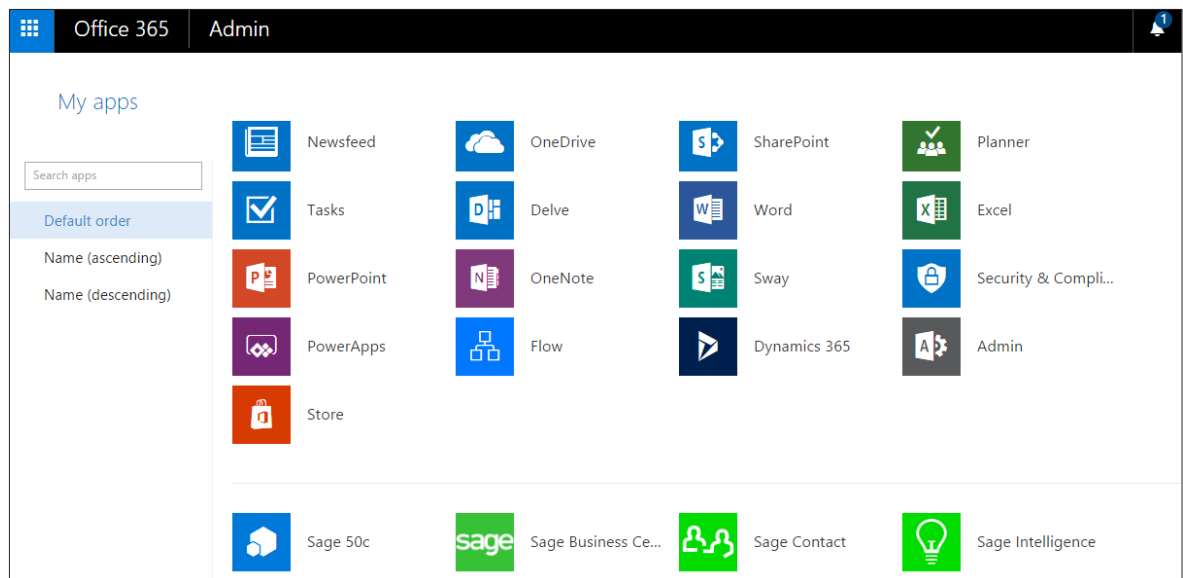 Office 365 Admin 1
My apps
Search apps
Default order
Name (ascending)
Name (descending)
Newsfeed OneDrive SharePoint Planner
Tasks Delve Word Excel
PowerPoint OneNote Sway Security & Compli...
PowerApps Flow Dynamics 365 Admin
Store
Sage 50c sage Sage Business Ce... Sage Contact Sage Intelligence